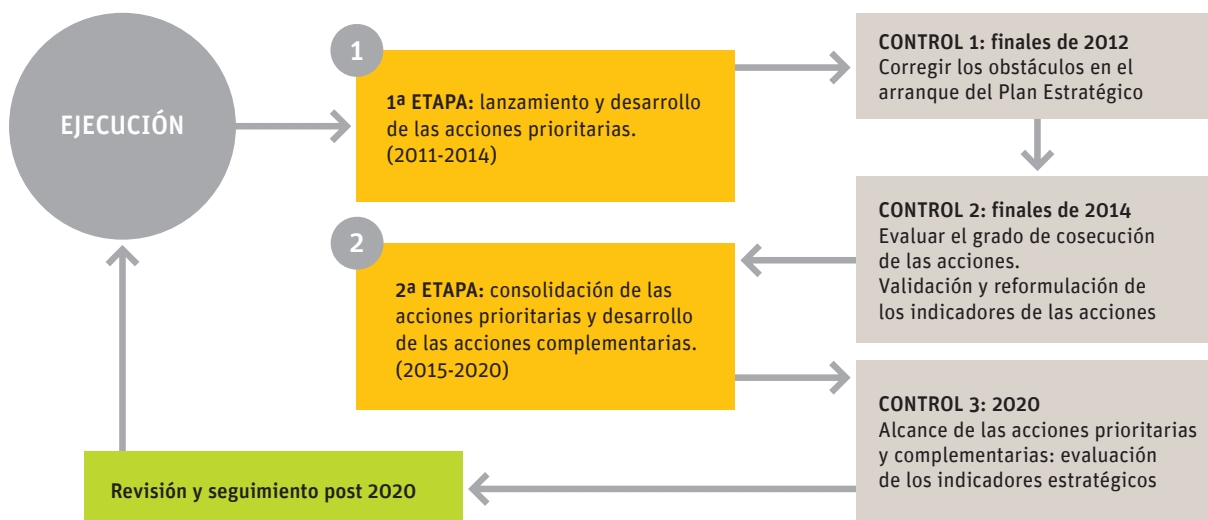 EJECUCIÓN
1
1ª ETAPA: lanzamiento y desarrollo
de las acciones prioritarias.
(2011-2014)
CONTROL 1: finales de 2012
Corregir los obstáculos en el
arranque del Plan Estratégico
CONTROL 2: finales de 2014
Evaluar el grado de cosecución
de las acciones.
Validación y reformulación de
los indicadores de las acciones
2
2ª ETAPA: consolidación de las
acciones prioritarias y desarrollo
de las acciones complementarias.
(2015-2020)
CONTROL 3: 2020
Alcance de las acciones prioritarias
y complementarias: evaluación
de los indicadores estratégicos
Revisión y seguimiento post 2020